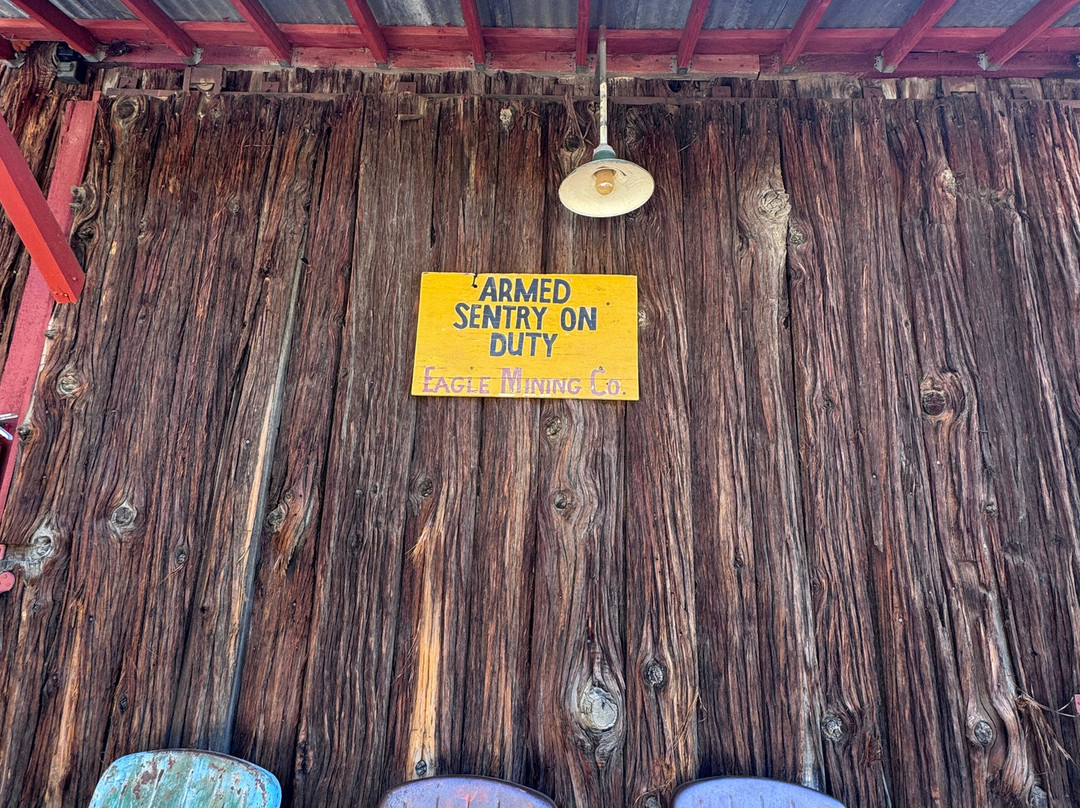 ARMED
SENTRY ON
DUTY
EAGLE MINING CO.